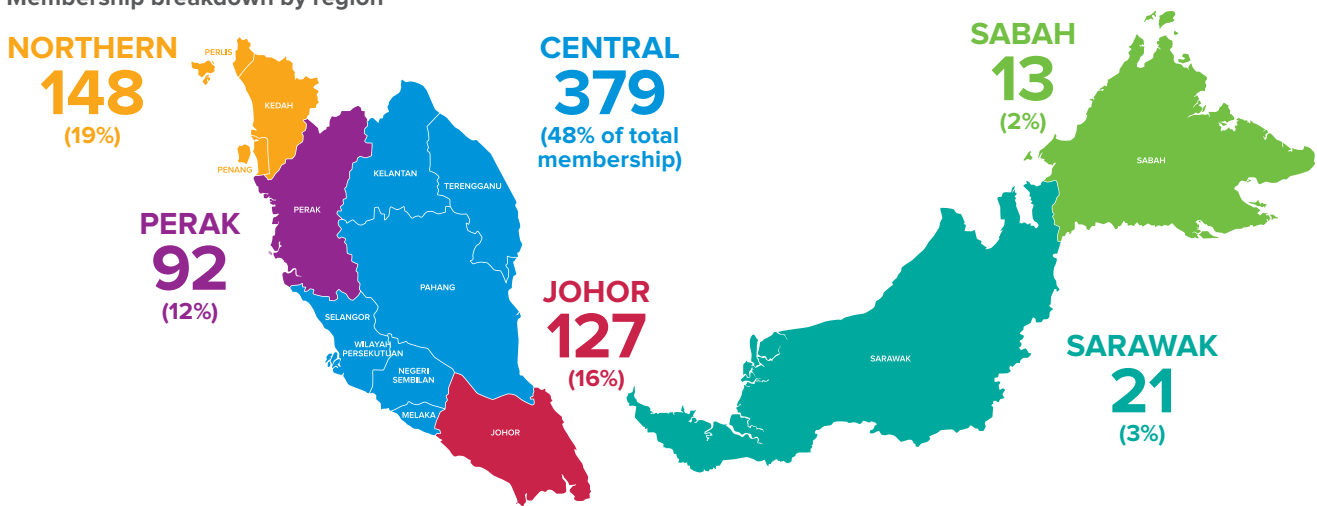 Membership breakdown by region
NORTHERN
148
(19%)
PERLIS
KEDAH
PENANG
CENTRAL
379
(48% of total
membership)
KELANTAN
TERENGGANU
PERAK
92
(12%)
PERAK
PAHANG
SELANGOR
WILAYAH
PERSEKUTUAN
NEGERI
SEMBILAN
MELAKA
JOHOR
127
(16%)
JOHOR
SABAH
13
(2%)
SABAH
SARAWAK
SARAWAK
21
(3%)